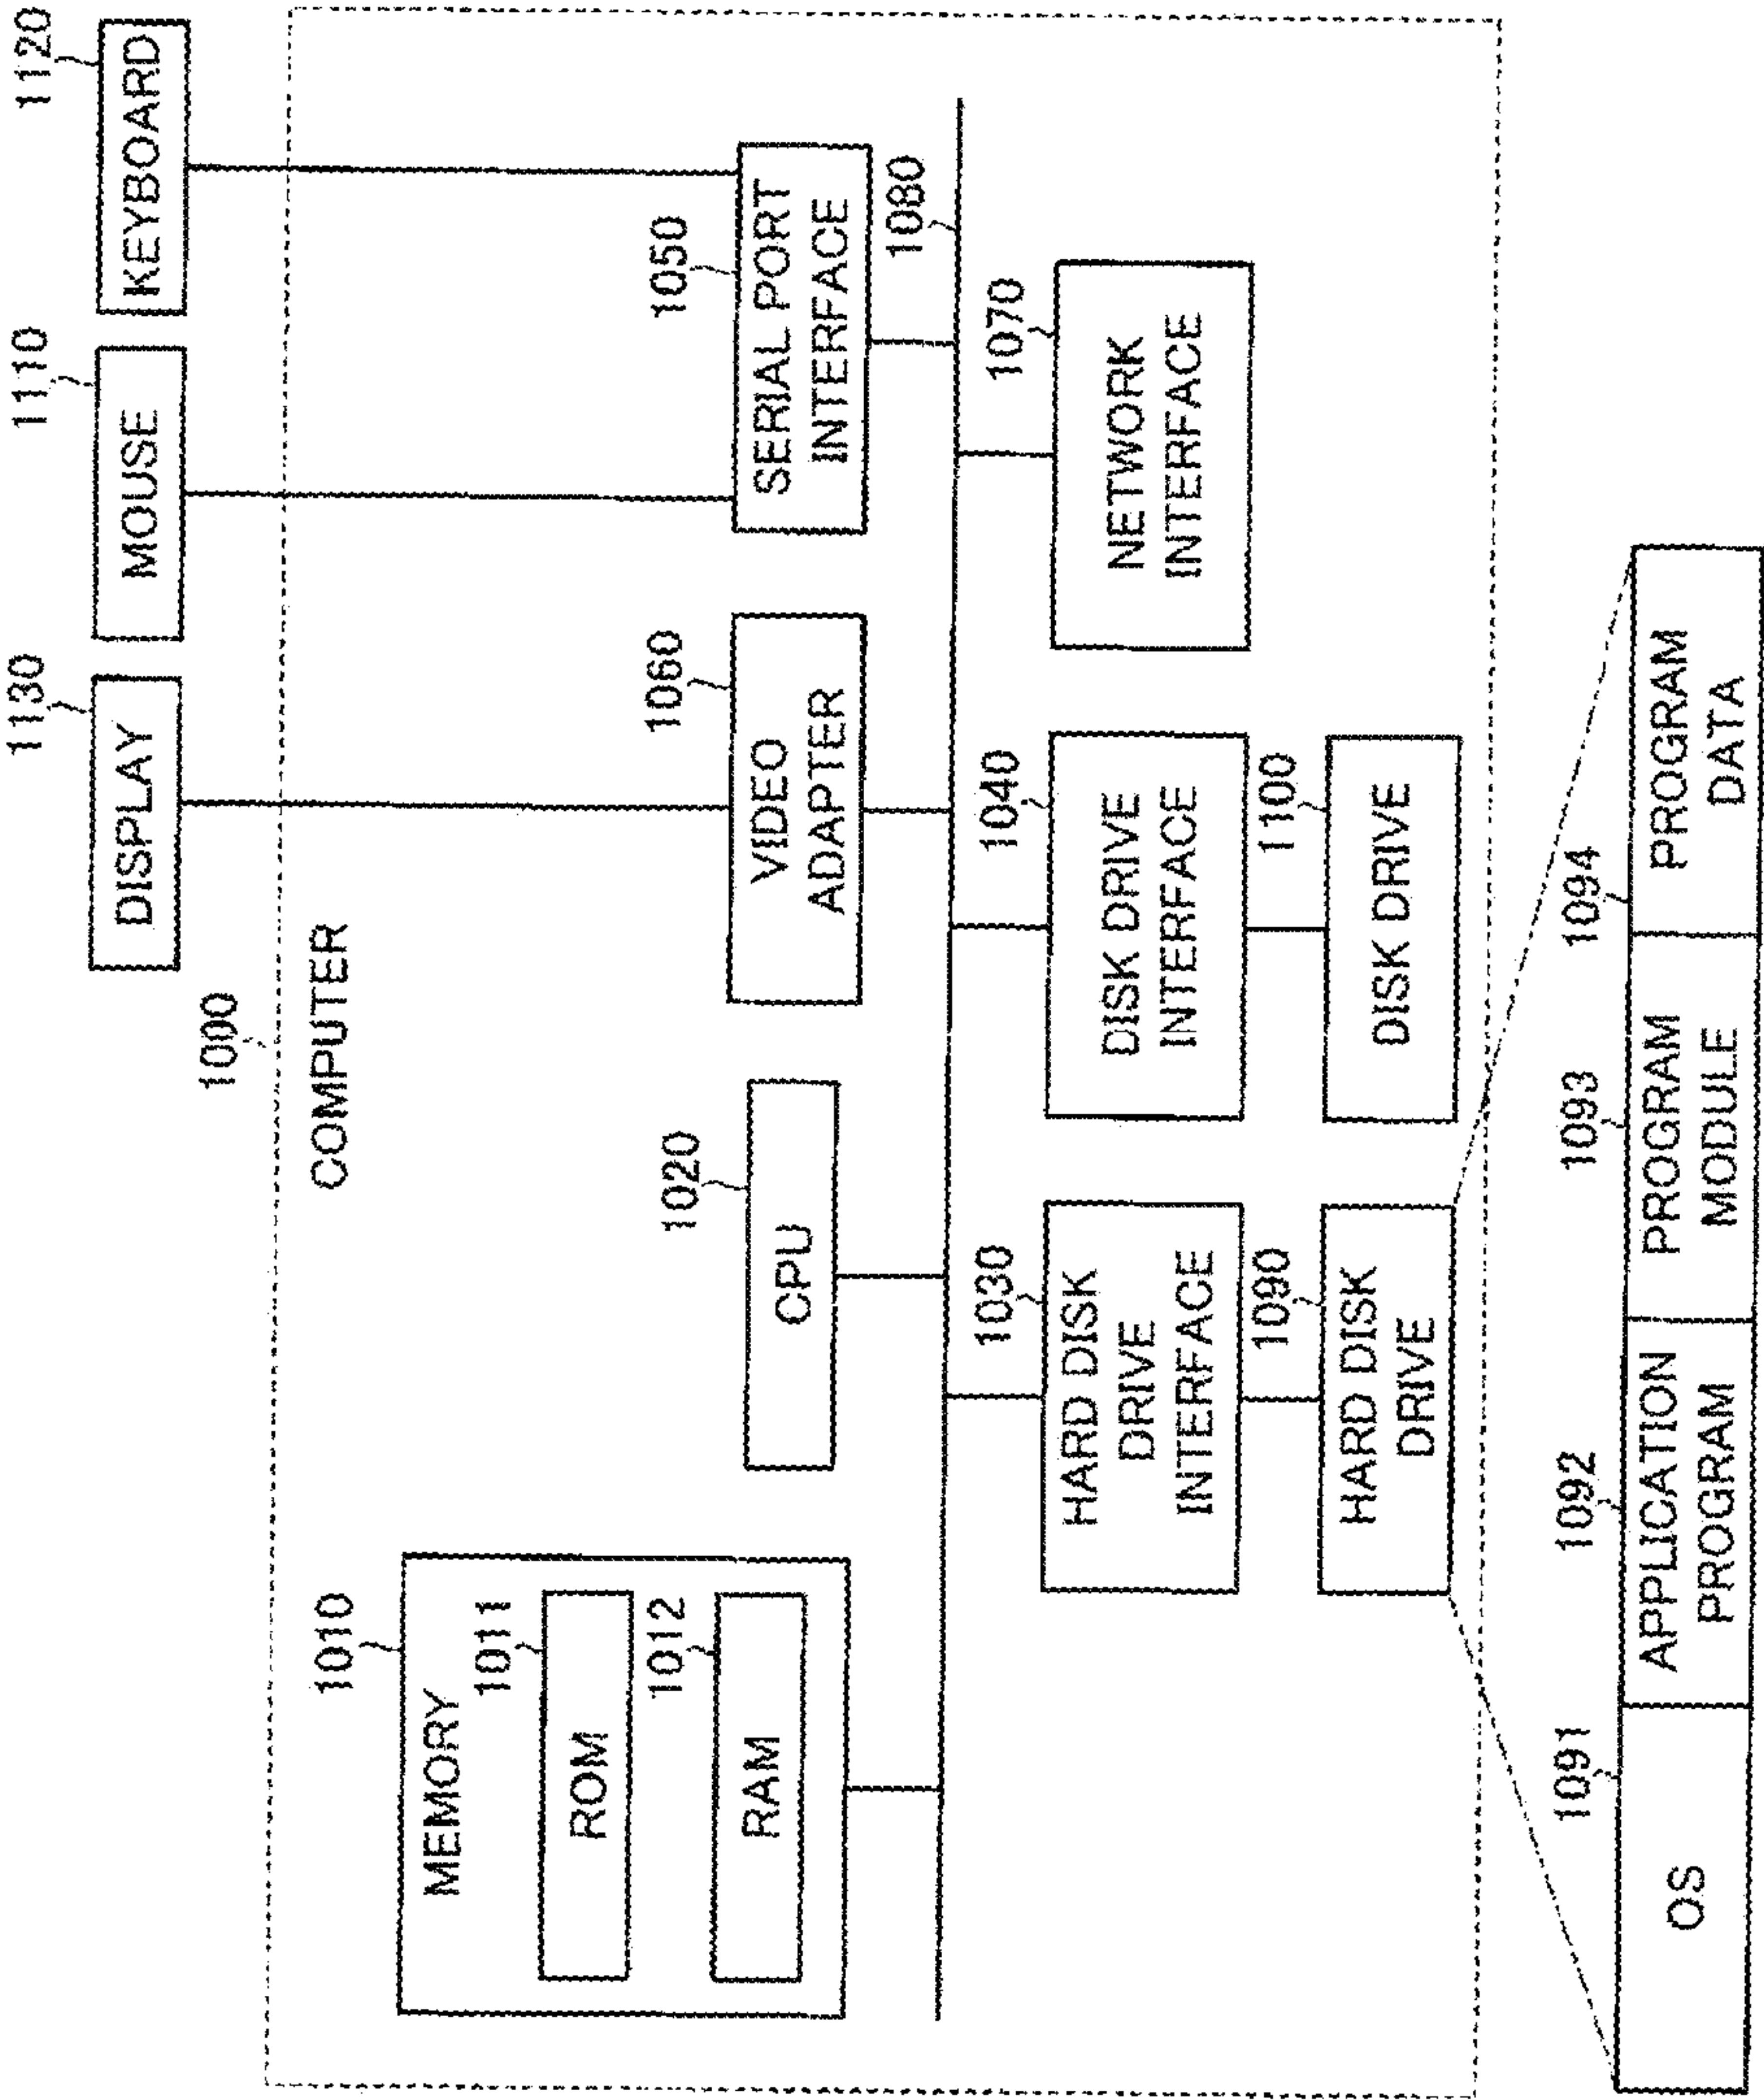 1130
DISPLAY
1110
MOUSE
1120
KEYBOARD
1000
COMPUTER
1010
MEMORY
1011
ROM
1012
RAM
1020
CPU
1060
VIDEO
ADAPTER
1050
SERIAL PORT
INTERFACE
1080
1030
HARD DISK
DRIVE
INTERFACE
1040
DISK DRIVE
INTERFACE
1070
NETWORK
INTERFACE
1090
HARD DISK
DRIVE
1100
DISK DRIVE
1091
OS
1092
APPLICATION
PROGRAM
1093
PROGRAM
MODULE
1094
PROGRAM
DATA